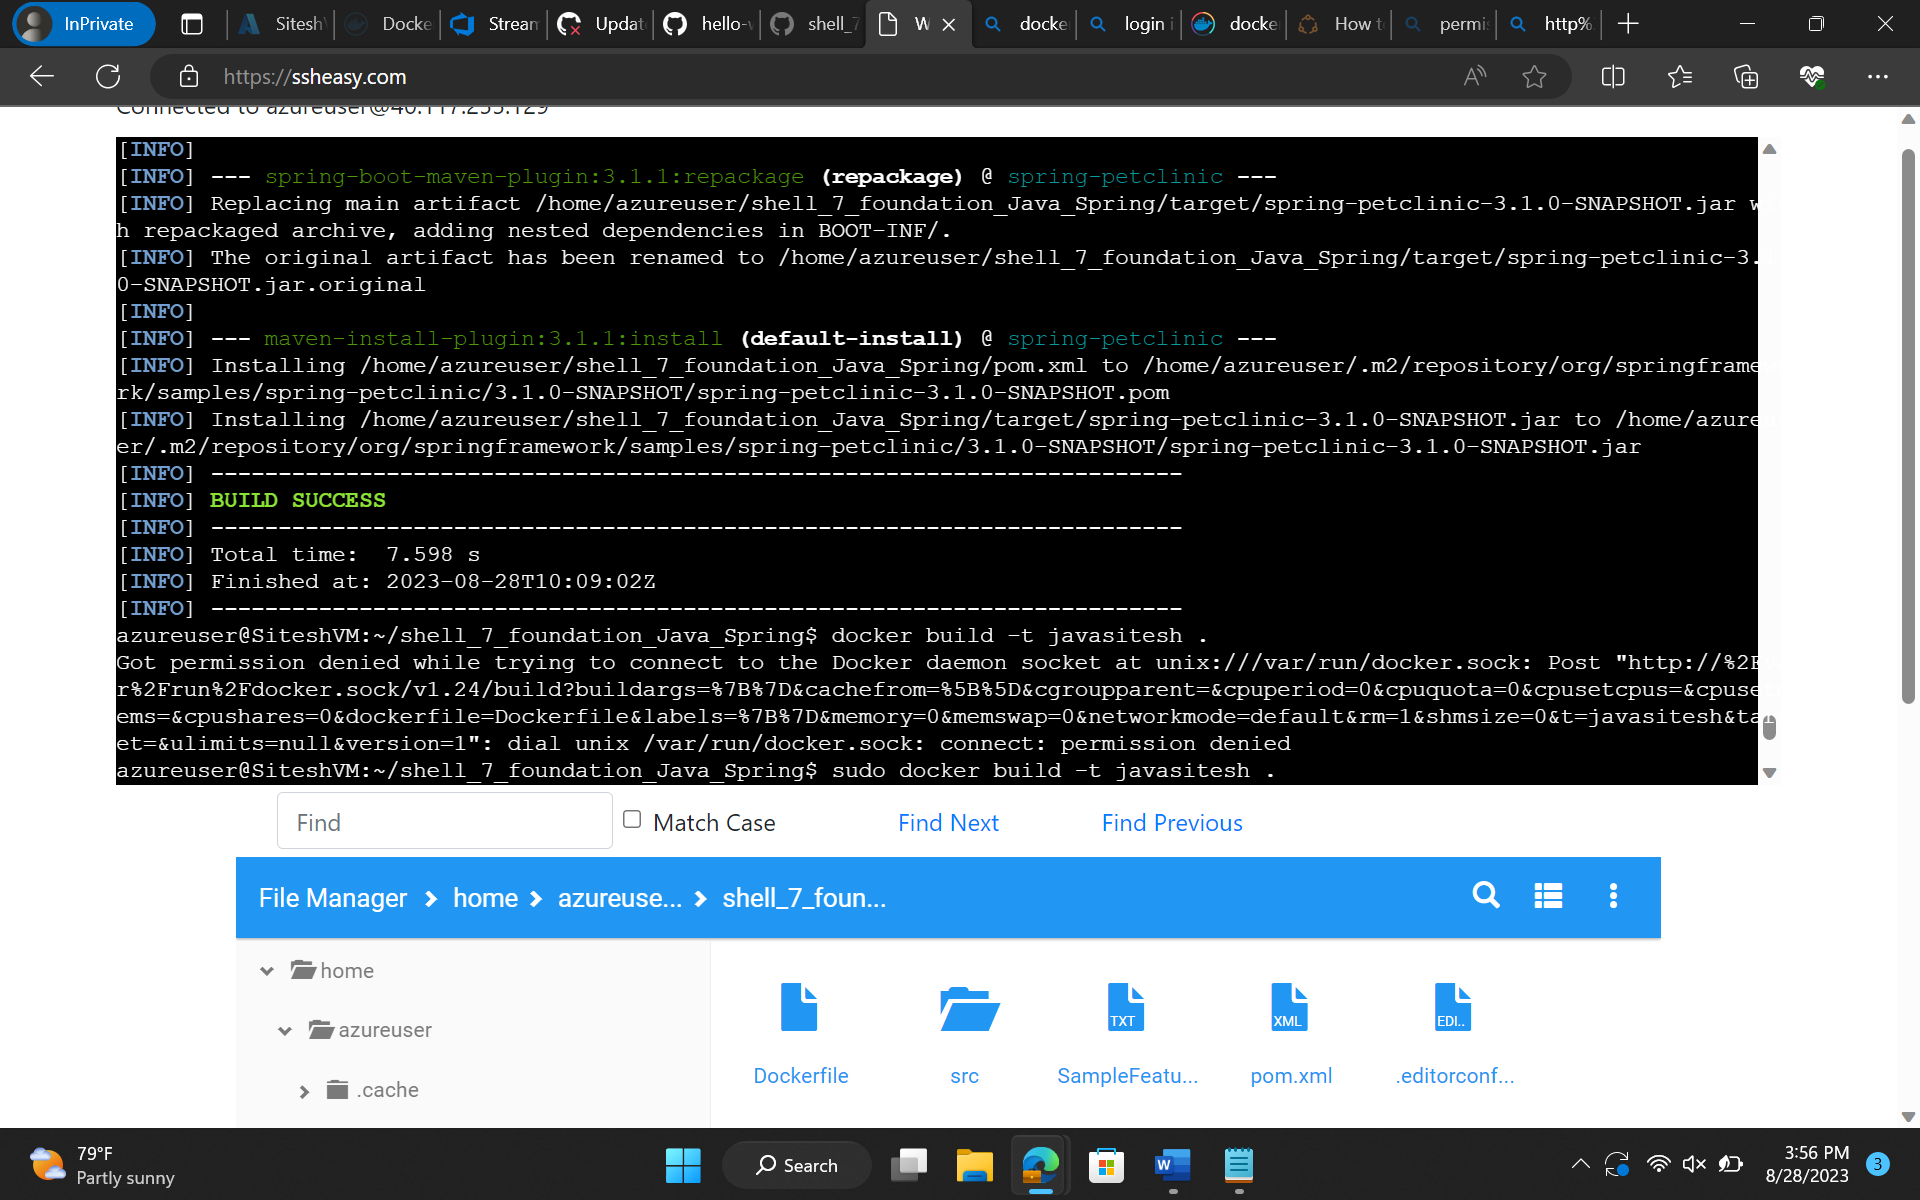 InPrivate
Sitesh
Docke
Stream
Updat
hello-
shell_7
W
docke
login i
docke
How to
permis
http%
https://ssheasy.com
Connected to azureuser@40.117.255.129
[INFO]
[INFO] --- spring-boot-maven-plugin:3.1.1:repackage (repackage) @ spring-petclinic ---
[INFO] Replacing main artifact /home/azureuser/shell_7_foundation_Java_Spring/target/spring-petclinic-3.1.0-SNAPSHOT.jar wit
h repackaged archive, adding nested dependencies in BOOT-INF/.
[INFO] The original artifact has been renamed to /home/azureuser/shell_7_foundation_Java_Spring/target/spring-petclinic-3.1.
0-SNAPSHOT.jar.original
[INFO]
[INFO] --- maven-install-plugin:3.1.1:install (default-install) @ spring-petclinic ---
[INFO] Installing /home/azureuser/shell_7_foundation_Java_Spring/pom.xml to /home/azureuser/.m2/repository/org/springframewo
rk/samples/spring-petclinic/3.1.0-SNAPSHOT/spring-petclinic-3.1.0-SNAPSHOT.pom
[INFO] Installing /home/azureuser/shell_7_foundation_Java_Spring/target/spring-petclinic-3.1.0-SNAPSHOT.jar to /home/azureus
er/.m2/repository/org/springframework/samples/spring-petclinic/3.1.0-SNAPSHOT/spring-petclinic-3.1.0-SNAPSHOT.jar
[INFO] ------------------------------------------------------------------------
[INFO] BUILD SUCCESS
[INFO] ------------------------------------------------------------------------
[INFO] Total time:  7.598 s
[INFO] Finished at: 2023-08-28T10:09:02Z
[INFO] ------------------------------------------------------------------------
azureuser@SiteshVM:~/shell_7_foundation_Java_Spring$ docker build -t javasitesh .
Got permission denied while trying to connect to the Docker daemon socket at unix:///var/run/docker.sock: Post "http://%2Fva
r%2Frun%2Fdocker.sock/v1.24/build?buildargs=%7B%7D&cachefrom=%5B%5D&cgroupparent=&cpuperiod=0&cpuquota=0&cpusetcpus=&cpusetm
ems=&cpushares=0&dockerfile=Dockerfile&labels=%7B%7D&memory=0&memswap=0&networkmode=default&rm=1&shmsize=0&t=javasitesh&targ
et=&ulimits=null&version=1": dial unix /var/run/docker.sock: connect: permission denied
azureuser@SiteshVM:~/shell_7_foundation_Java_Spring$ sudo docker build -t javasitesh .
Find
Match Case
Find Next
Find Previous
File Manager > home > azureuse... > shell_7_foun...
home
azureuser
.cache
TXT
XML
EDI..
Dockerfile
src
SampleFeatu...
pom.xml
.editorconf...
79°F
Partly sunny
Search
W
3:56 PM
8/28/2023
3